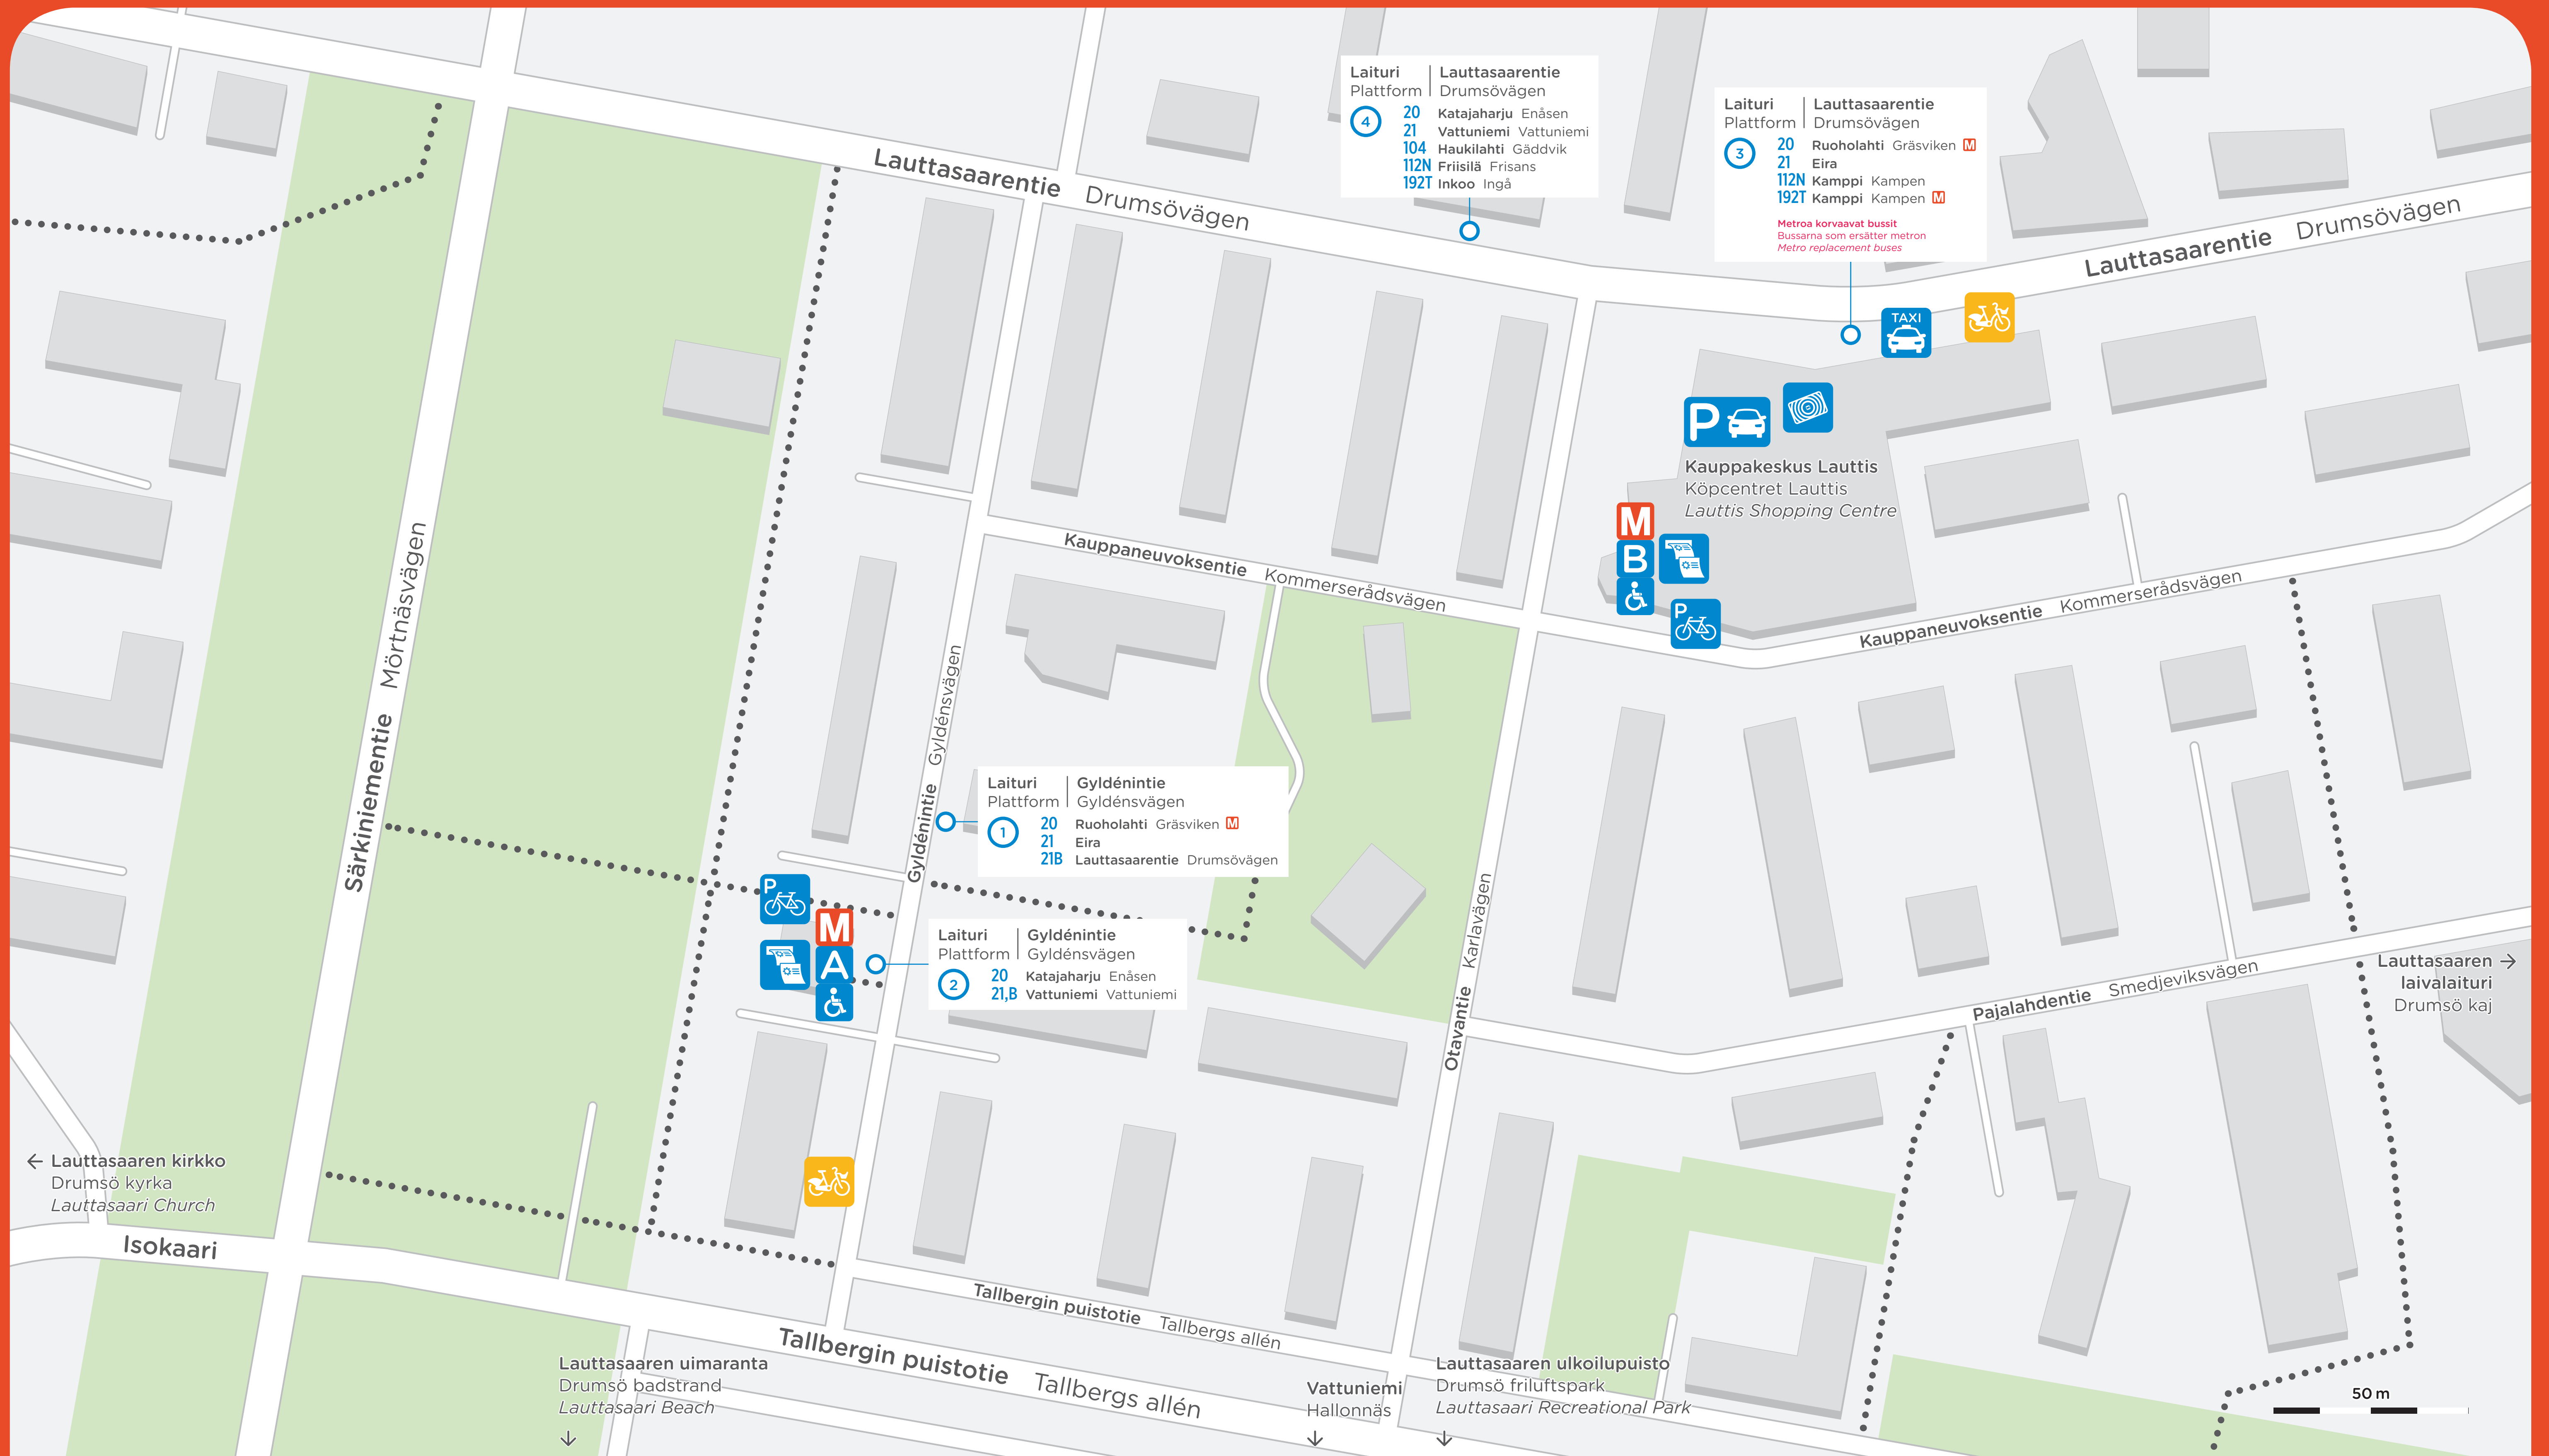 Laituri Lauttasaarentie
Plattform Drumsövägen
4
20 Katajaharju Enåsen
21 Vattuniemi Vattuniemi
104 Haukilahti Gäddvik
112N Friisilä Frisans
192T Inkoo Ingå
Laituri Lauttasaarentie
Plattform Drumsövägen
3
20 Ruoholahti Gräsviken M
21 Eira
112N Kamppi Kampen
192T Kamppi Kampen M
Metroa korvaavat bussit
Bussarna som ersätter metron
Metro replacement buses
Lauttasaarentie Drumsövägen
Lauttasaarentie Drumsövägen
TAXI
P
Kauppakeskus Lauttis
Köpcentret Lauttis
Lauttis Shopping Centre
M
B
P
Kauppaneuvoksentie Kommerserådsvägen
Kauppaneuvoksentie Kommerserådsvägen
Särkiniementie Mörtnäsvägen
Gyldénintie Gyldénsvägen
Laituri Gyldénintie
Plattform Gyldénsvägen
1
20 Ruoholahti Gräsviken M
21 Eira
21B Lauttasaarentie Drumsövägen
P
M
A
Laituri Gyldénintie
Plattform Gyldénsvägen
2
20 Katajaharju Enåsen
21,B Vattuniemi Vattuniemi
Otavantie Karlavägen
Pajalahdentie Smedjeviksvägen
Lauttasaaren →
laivalaituri
Drumsö kaj
← Lauttasaaren kirkko
Drumsö kyrka
Lauttasaari Church
Isokaari
Tallbergin puistotie Tallbergs allén
Tallbergin puistotie Tallbergs allén
Lauttasaaren uimaranta
Drumsö badstrand
Lauttasaari Beach
↓
Vattuniemi
Hallonnäs
↓
Lauttasaaren ulkoilupuisto
Drumsö friluftspark
Lauttasaari Recreational Park
↓
50 m